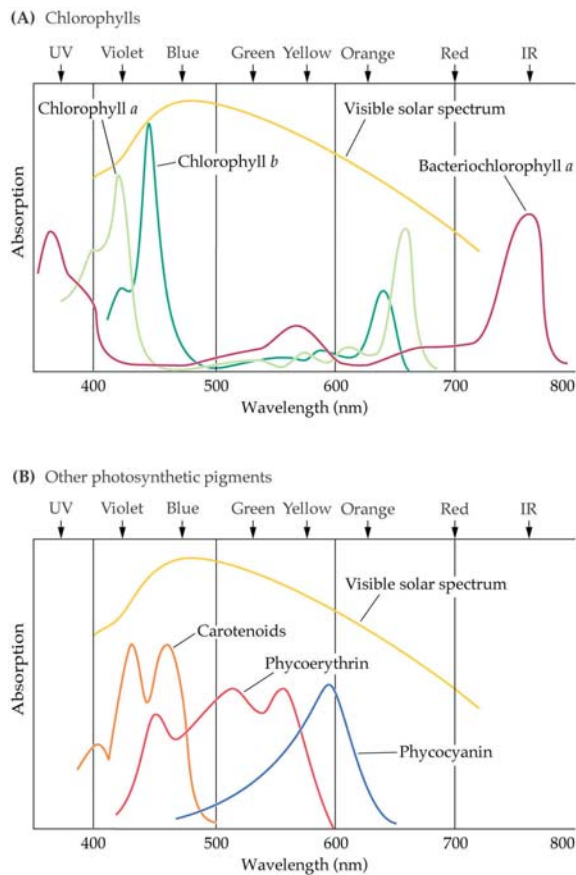 (A) Chlorophylls
UV Violet Blue Green Yellow Orange Red IR
Chlorophyll a
Visible solar spectrum
Chlorophyll b
Bacteriochlorophyll a
Absorption
400 500 600 700 800
Wavelength (nm)
(B) Other photosynthetic pigments
UV Violet Blue Green Yellow Orange Red IR
Visible solar spectrum
Carotenoids
Phycoerythrin
Phycocyanin
Absorption
400 500 600 700 800
Wavelength (nm)